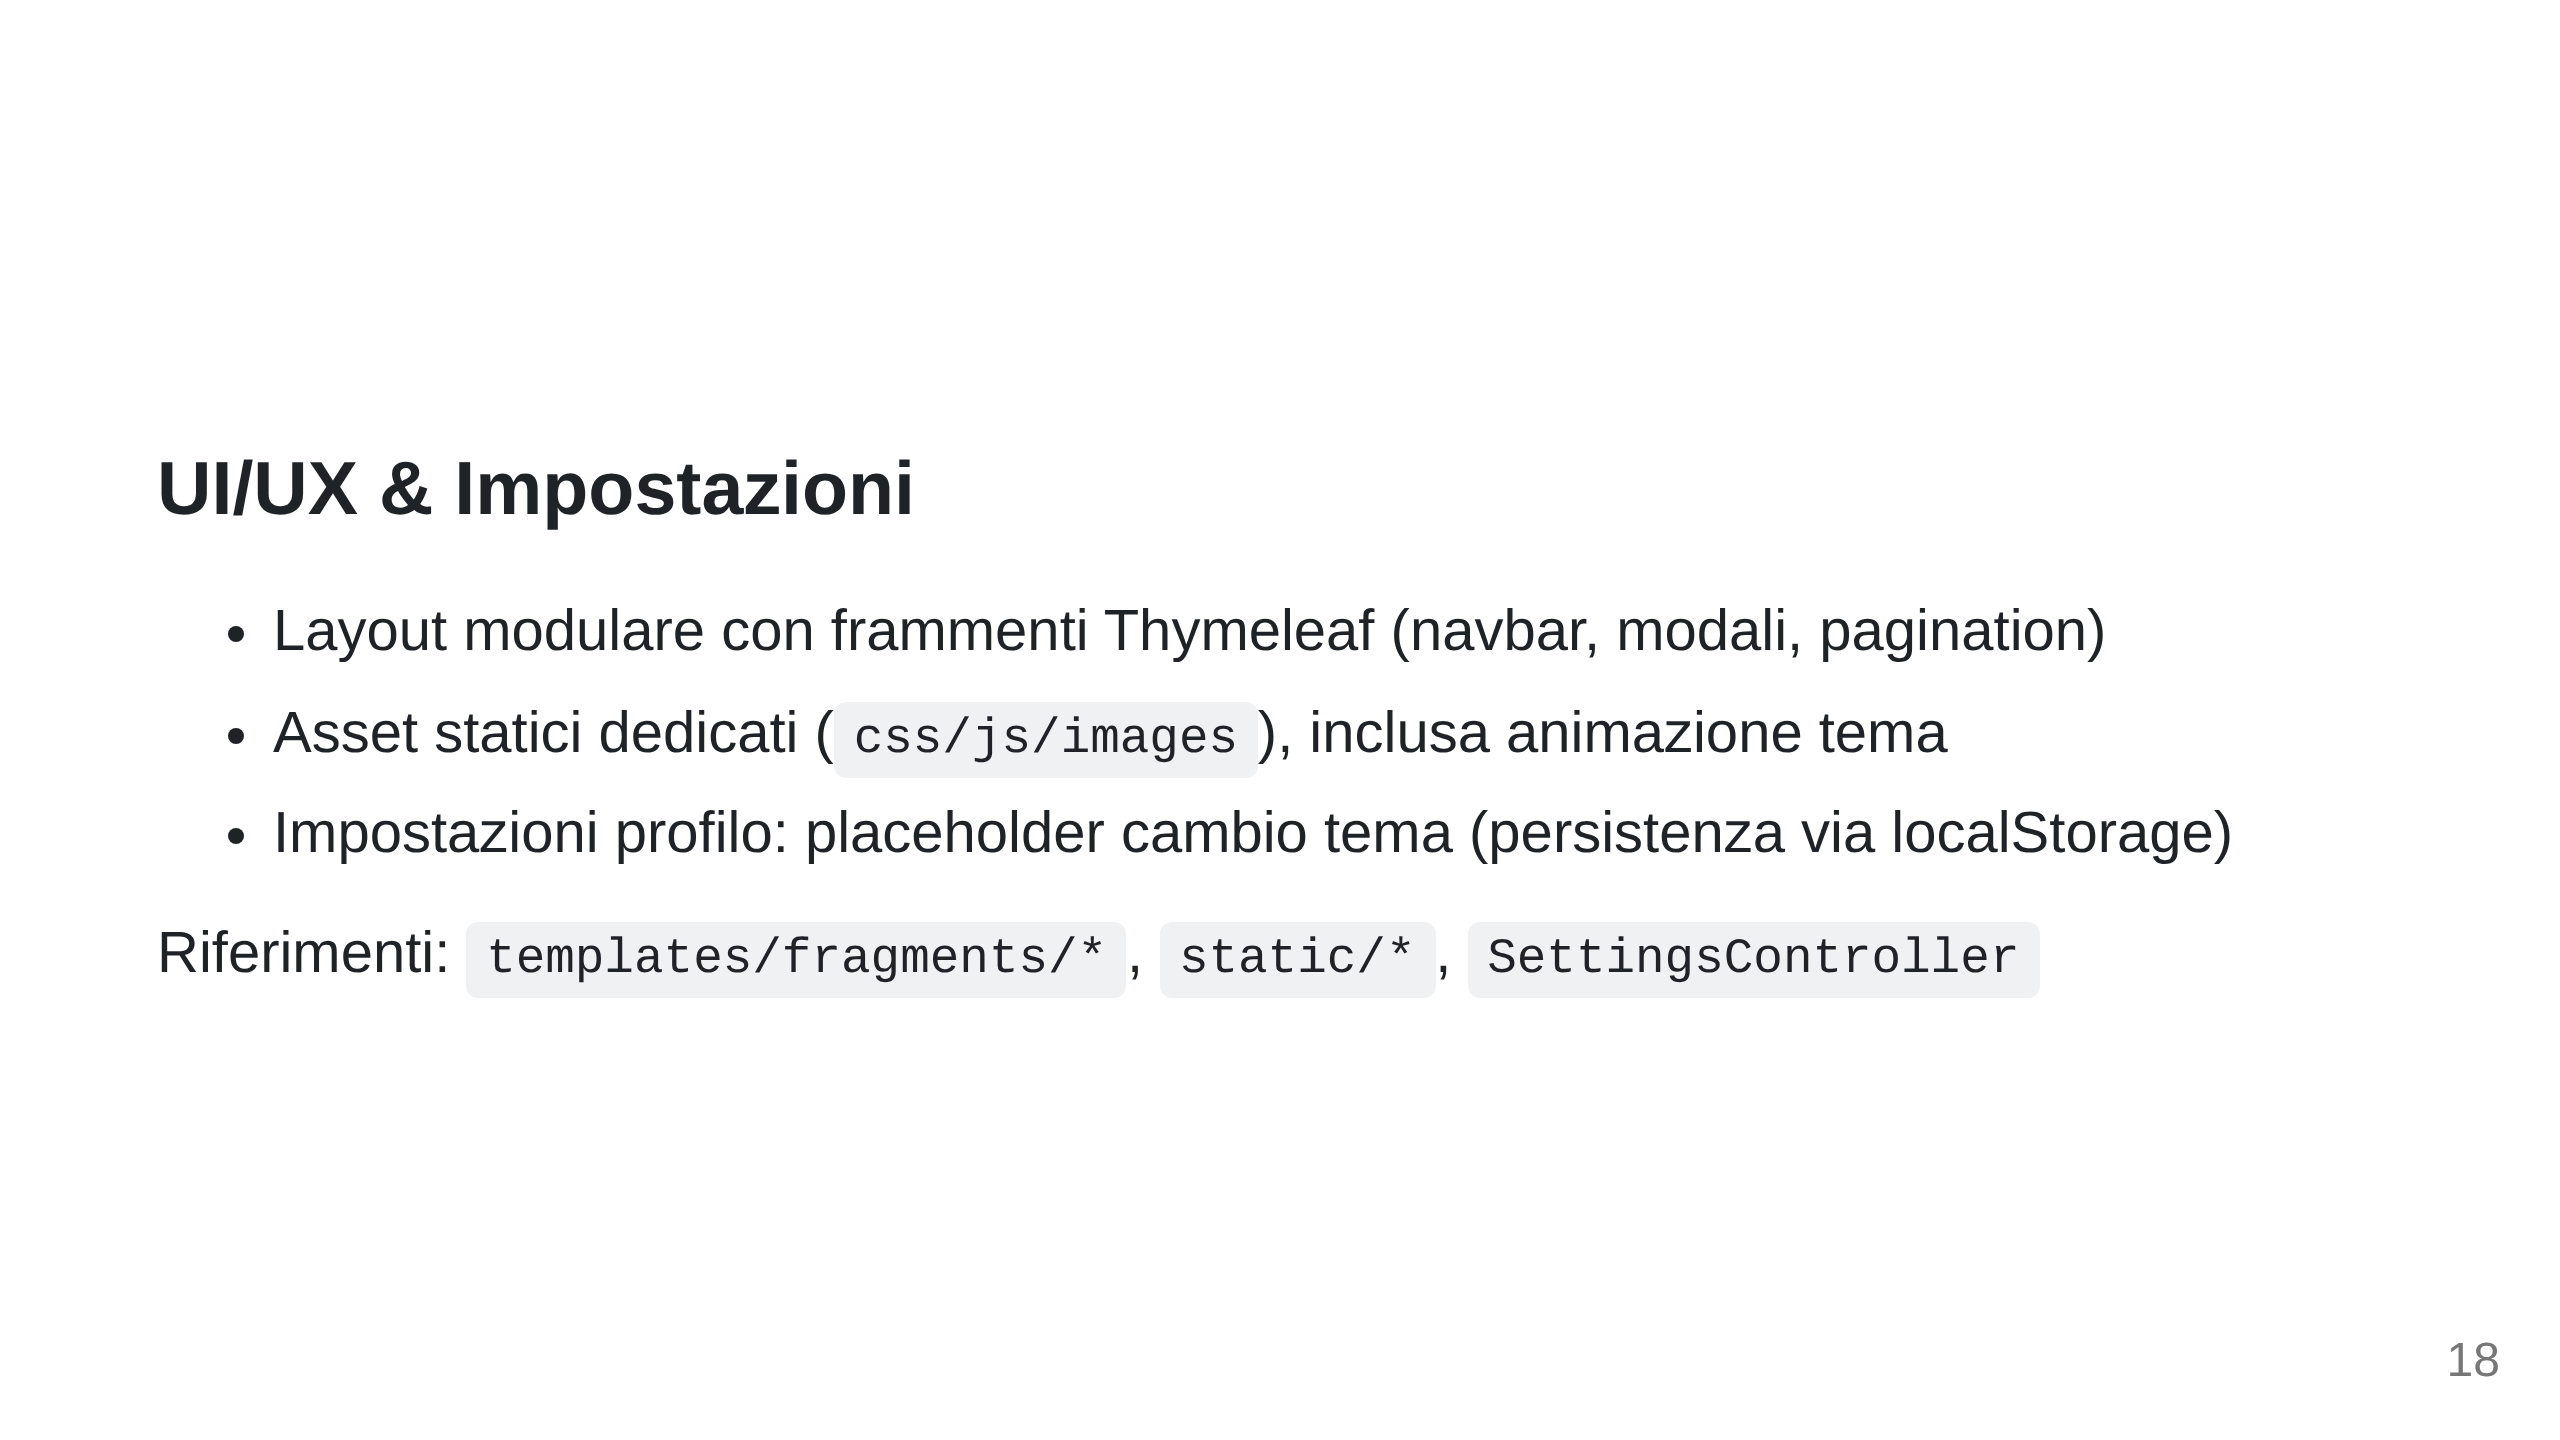 UI/UX & Impostazioni
• Layout modulare con frammenti Thymeleaf (navbar, modali, pagination)
• Asset statici dedicati (css/js/images), inclusa animazione tema
• Impostazioni profilo: placeholder cambio tema (persistenza via localStorage)
Riferimenti: templates/fragments/*, static/*, SettingsController
18